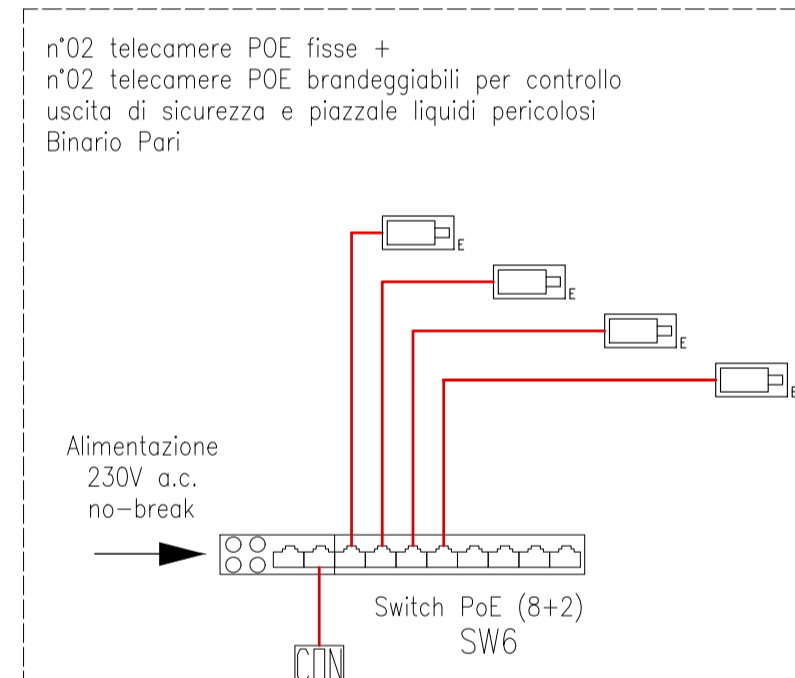 n°02 telecamere POE fisse +
n°02 telecamere POE brandeggiabili per controllo
uscita di sicurezza e piazzale liquidi pericolosi
Binario Pari
E
E
E
E
Alimentazione
230V a.c.
no-break
Switch PoE (8+2)
SW6
CON